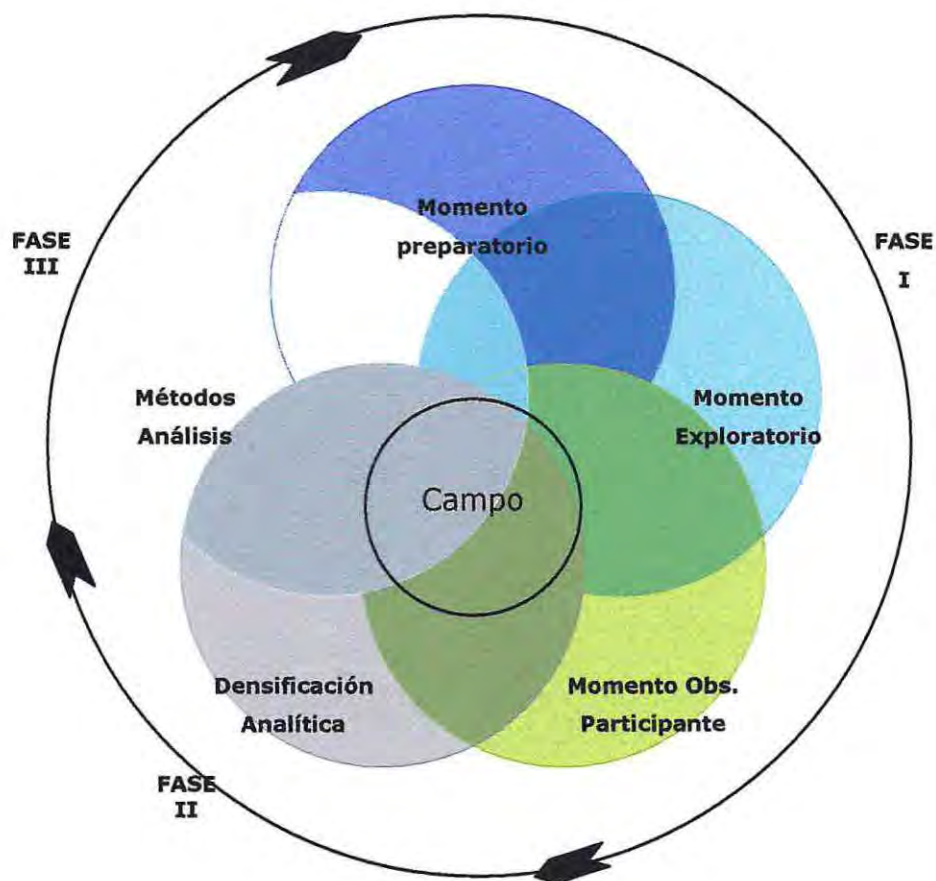 Momento
preparatorio
FASE
III
FASE
I
Métodos
Análisis
Momento
Exploratorio
Campo
Densificación
Analítica
Momento Obs.
Participante
FASE
II